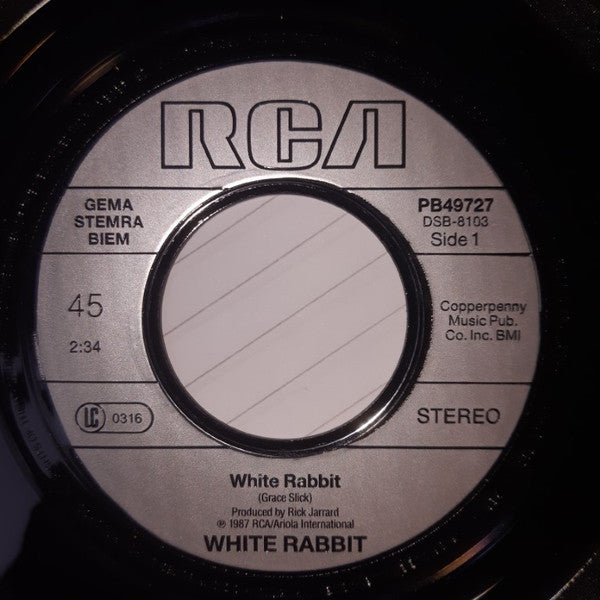 RCA
GEMA
STEMRA
BIEM
PB49727
DSB-8103
Side 1
45
2:34
Copperpenny
Music Pub.
Co. Inc. BMI
LC 0316
STEREO
White Rabbit
(Grace Slick)
Produced by Rick Jarrard
℗ 1987 RCA/Ariola International
WHITE RABBIT